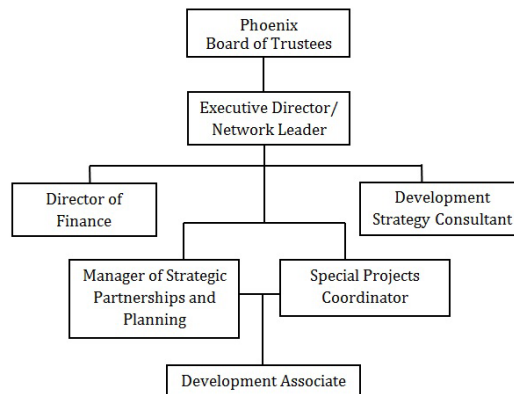 Phoenix
Board of Trustees
Executive Director/
Network Leader
Director of
Finance
Development
Strategy Consultant
Manager of Strategic
Partnerships and
Planning
Special Projects
Coordinator
Development Associate